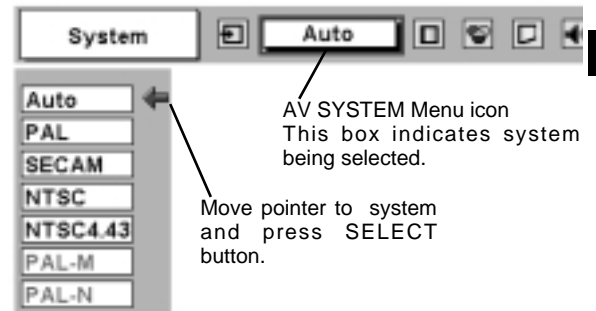 System
Auto
Auto
PAL
SECAM
NTSC
NTSC4.43
PAL-M
PAL-N
AV SYSTEM Menu icon
This box indicates system
being selected.
Move pointer to system
and press SELECT
button.